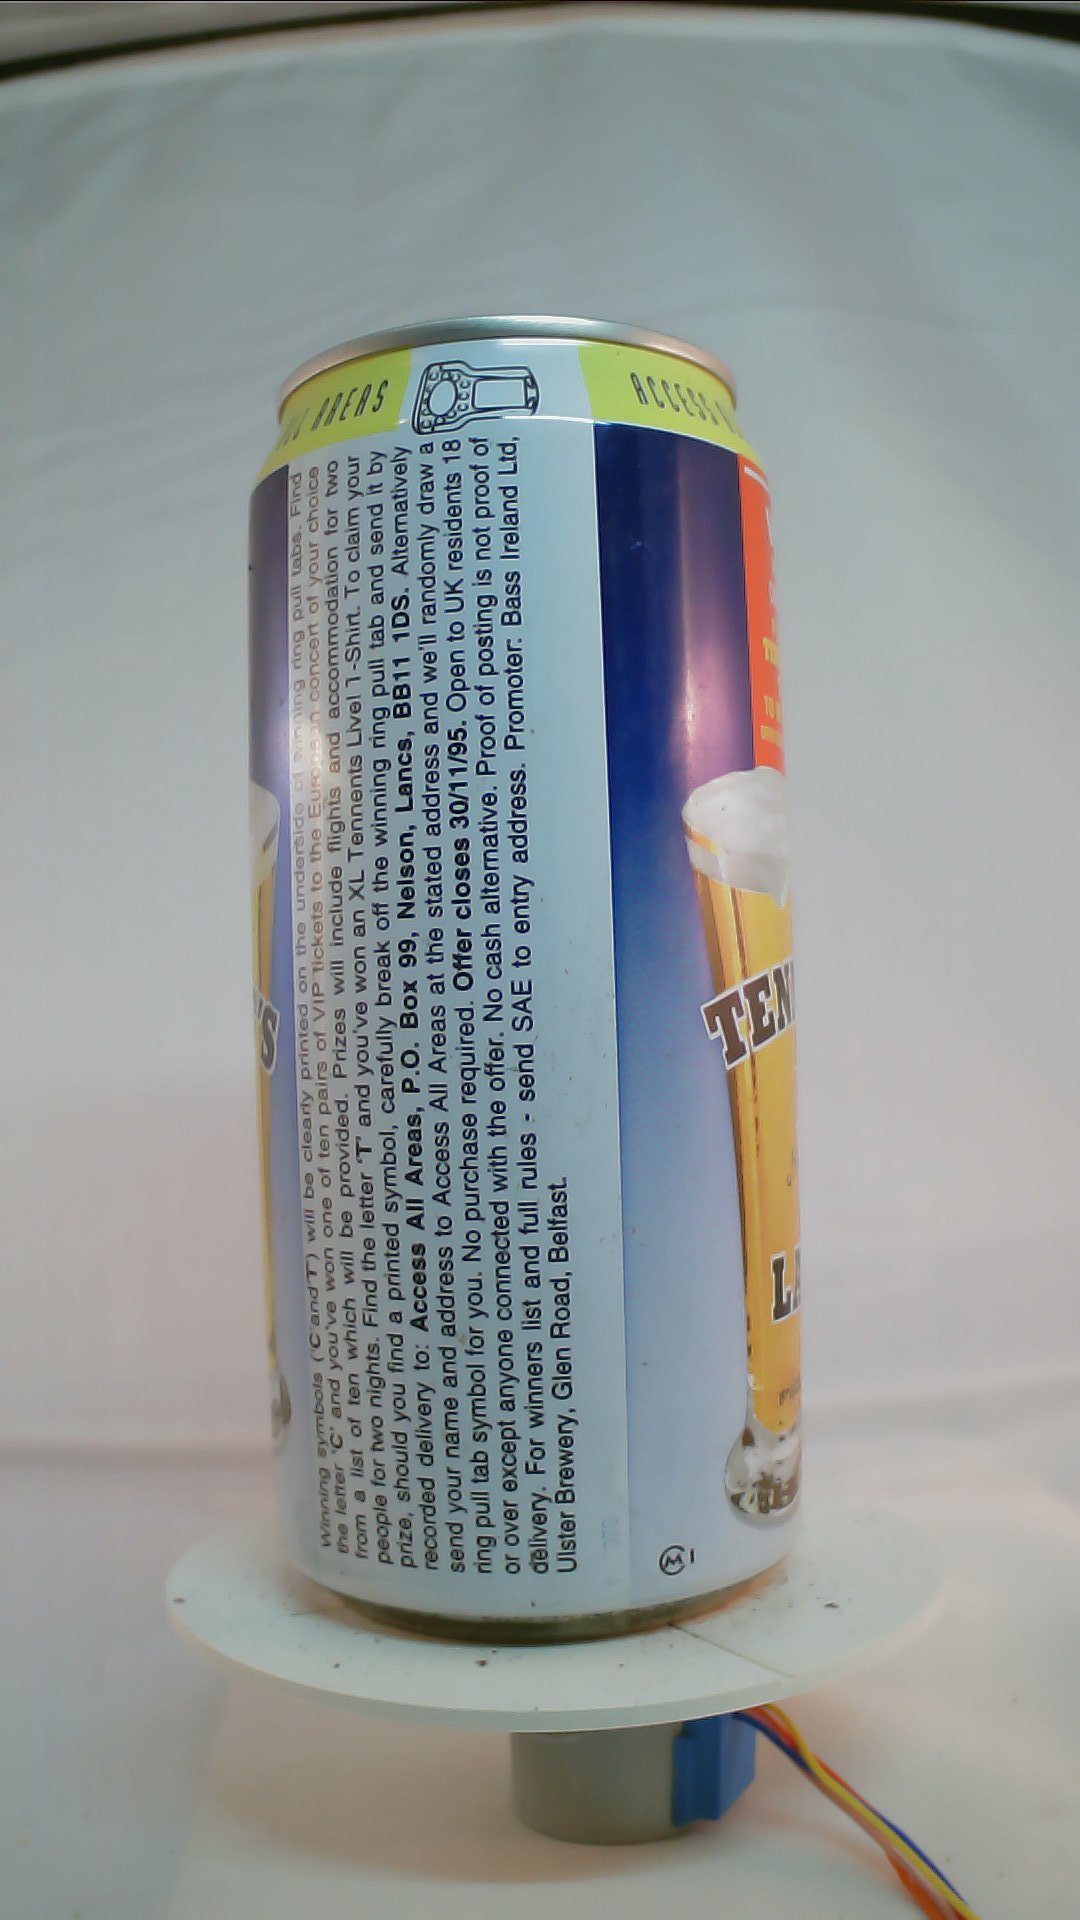 ALL AREAS
ACCESS
Winning symbols ('C'and'T') will be clearly printed on the underside of winning ring pull tabs. Find
the letter 'C' and you've won one of ten pairs of VIP tickets to the European concert of your choice
from a list of ten which will be provided. Prizes will include flights and accommodation for two
people for two nights. Find the letter 'T' and you've won an XL Tennents Live! T-Shirt. To claim your
prize, should you find a printed symbol, carefully break off the winning ring pull tab and send it by
recorded delivery to: Access All Areas, P.O. Box 99, Nelson, Lancs, BB11 1DS. Alternatively
send your name and address to Access All Areas at the stated address and we'll randomly draw a
ring pull tab symbol for you. No purchase required. Offer closes 30/11/95. Open to UK residents 18
or over except anyone connected with the offer. No cash alternative. Proof of posting is not proof of
delivery. For winners list and full rules - send SAE to entry address. Promoter: Bass Ireland Ltd,
Ulster Brewery, Glen Road, Belfast.
'S
TEN
LA